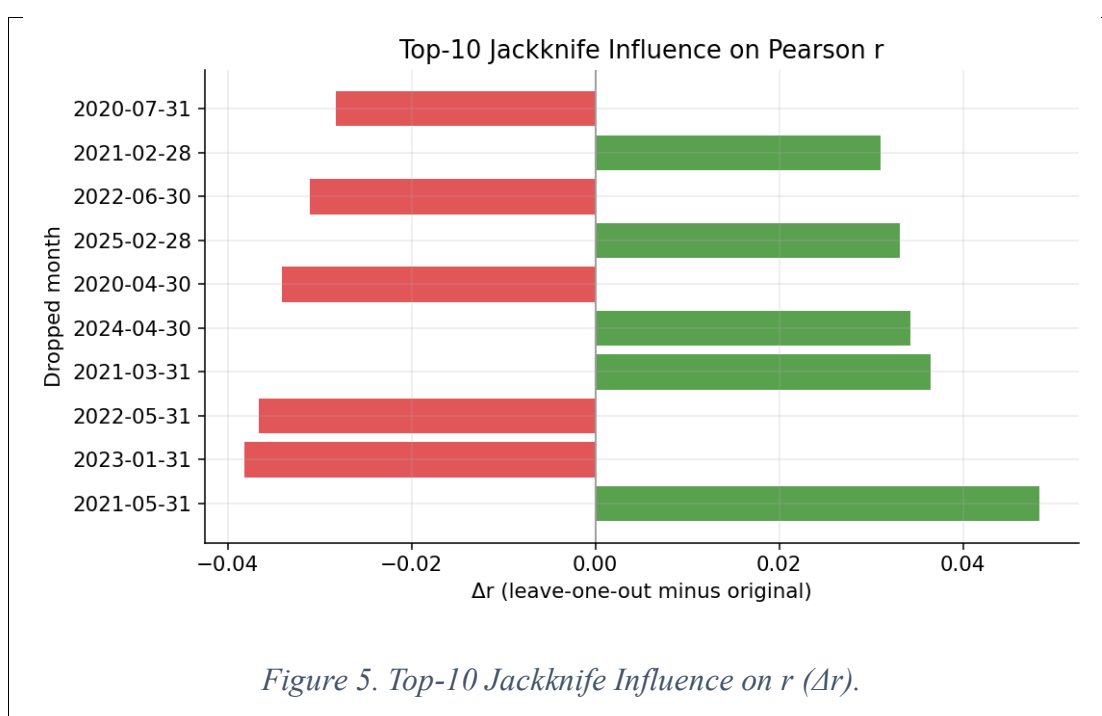 Top-10 Jackknife Influence on Pearson r
Dropped month
2020-07-31
2021-02-28
2022-06-30
2025-02-28
2020-04-30
2024-04-30
2021-03-31
2022-05-31
2023-01-31
2021-05-31
−0.04 −0.02 0.00 0.02 0.04
Δr (leave-one-out minus original)
Figure 5. Top-10 Jackknife Influence on r (Δr).